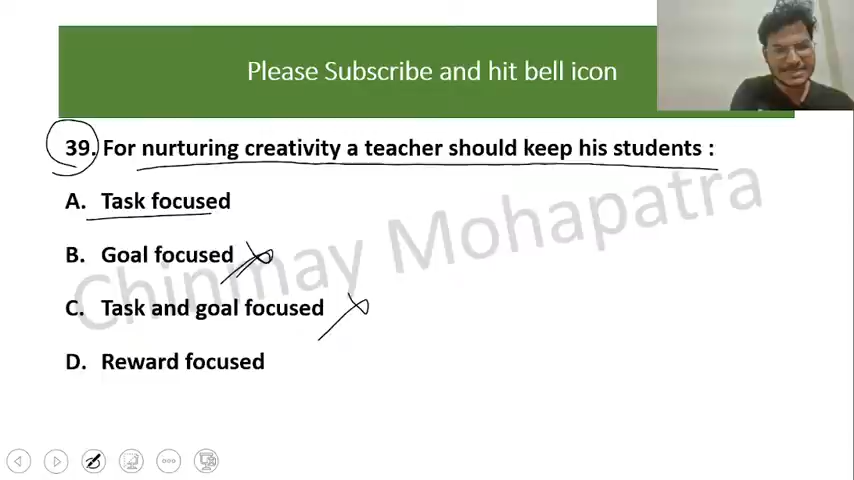 Please Subscribe and hit bell icon
39. For nurturing creativity a teacher should keep his students :
A. Task focused
B. Goal focused
C. Task and goal focused
D. Reward focused
Chinmay Mohapatra